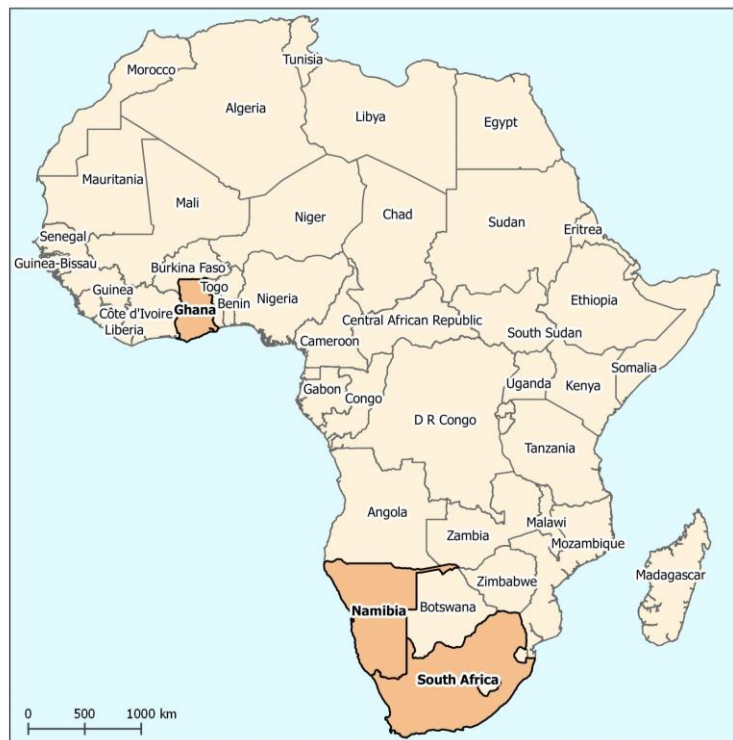 Tunisia
Morocco
Algeria
Libya
Egypt
Mauritania
Mali
Niger
Chad
Sudan
Eritrea
Senegal
Guinea-Bissau
Burkina Faso
Guinea
Togo
Benin
Nigeria
Ethiopia
Côte d'Ivoire
Ghana
Liberia
Central African Republic
South Sudan
Cameroon
Somalia
Gabon
Congo
Uganda
Kenya
D R Congo
Tanzania
Angola
Malawi
Zambia
Mozambique
Madagascar
Zimbabwe
Namibia
Botswana
South Africa
0 500 1000 km